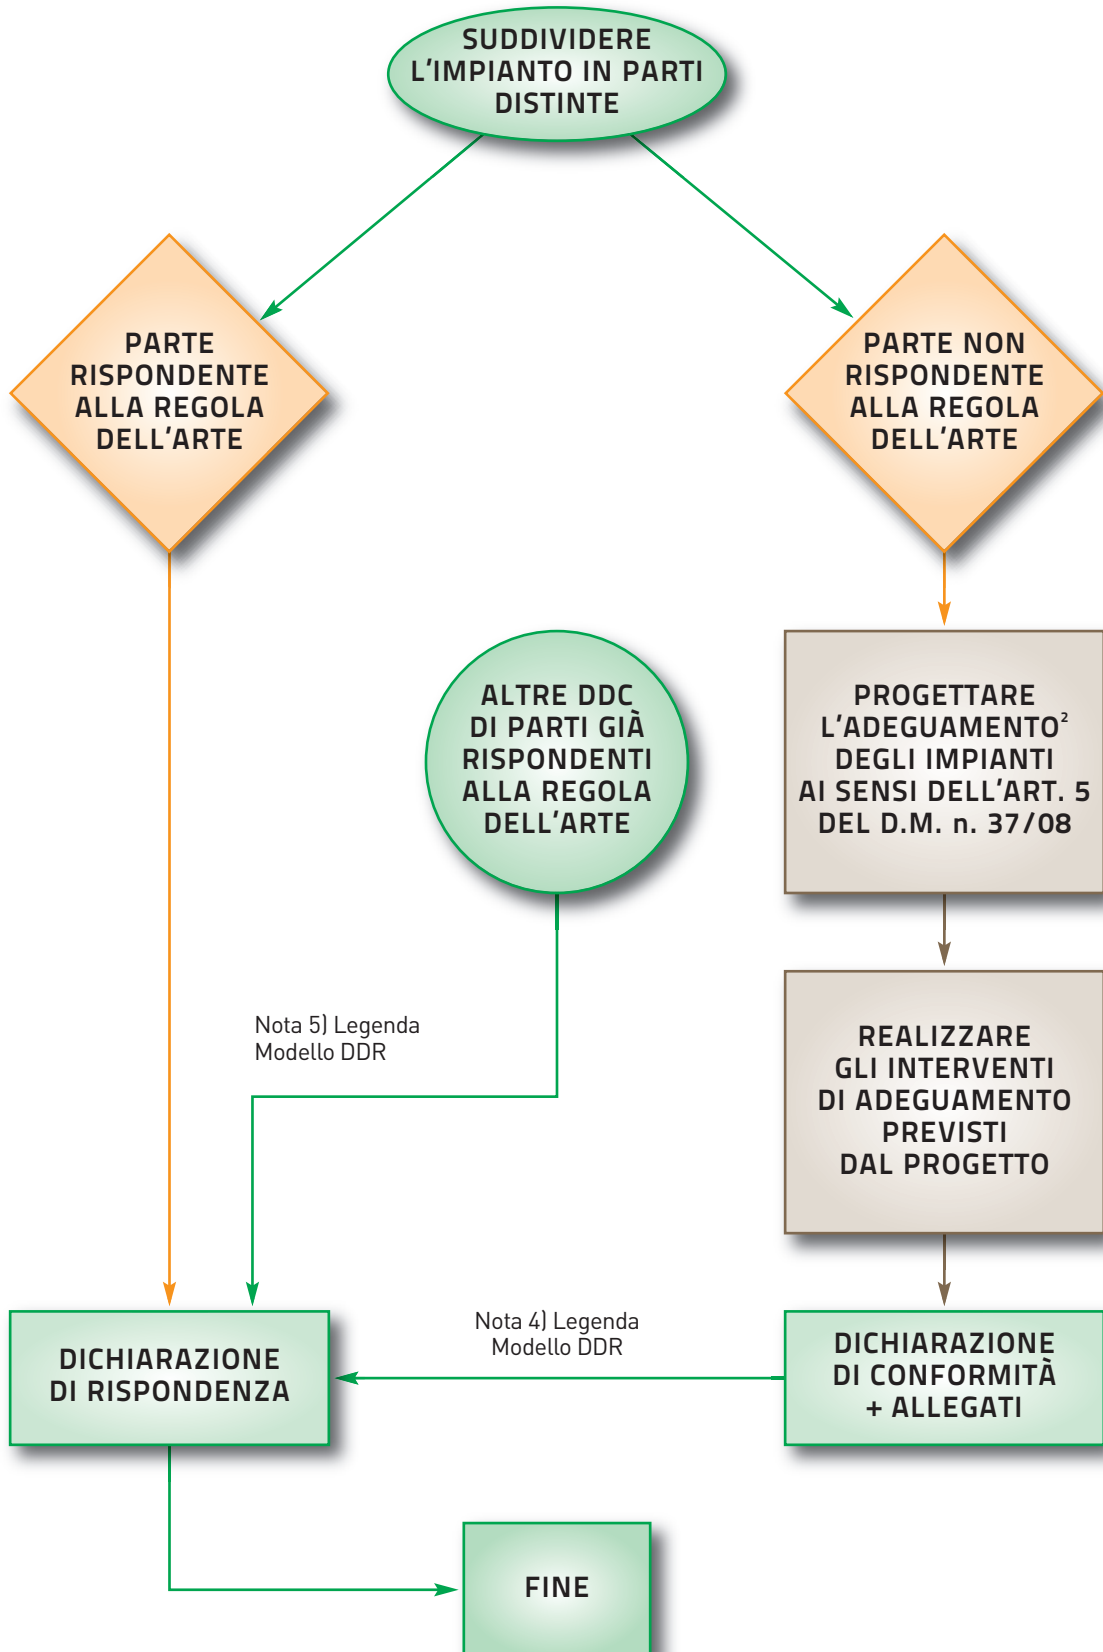 SUDDIVIDERE
L'IMPIANTO IN PARTI
DISTINTE
PARTE
RISPONDENTE
ALLA REGOLA
DELL'ARTE
PARTE NON
RISPONDENTE
ALLA REGOLA
DELL'ARTE
ALTRE DDC
DI PARTI GIÀ
RISPONDENTI
ALLA REGOLA
DELL'ARTE
PROGETTARE
L'ADEGUAMENTO²
DEGLI IMPIANTI
AI SENSI DELL'ART. 5
DEL D.M. n. 37/08
Nota 5) Legenda
Modello DDR
REALIZZARE
GLI INTERVENTI
DI ADEGUAMENTO
PREVISTI
DAL PROGETTO
DICHIARAZIONE
DI RISPONDENZA
Nota 4) Legenda
Modello DDR
DICHIARAZIONE
DI CONFORMITÀ
+ ALLEGATI
FINE